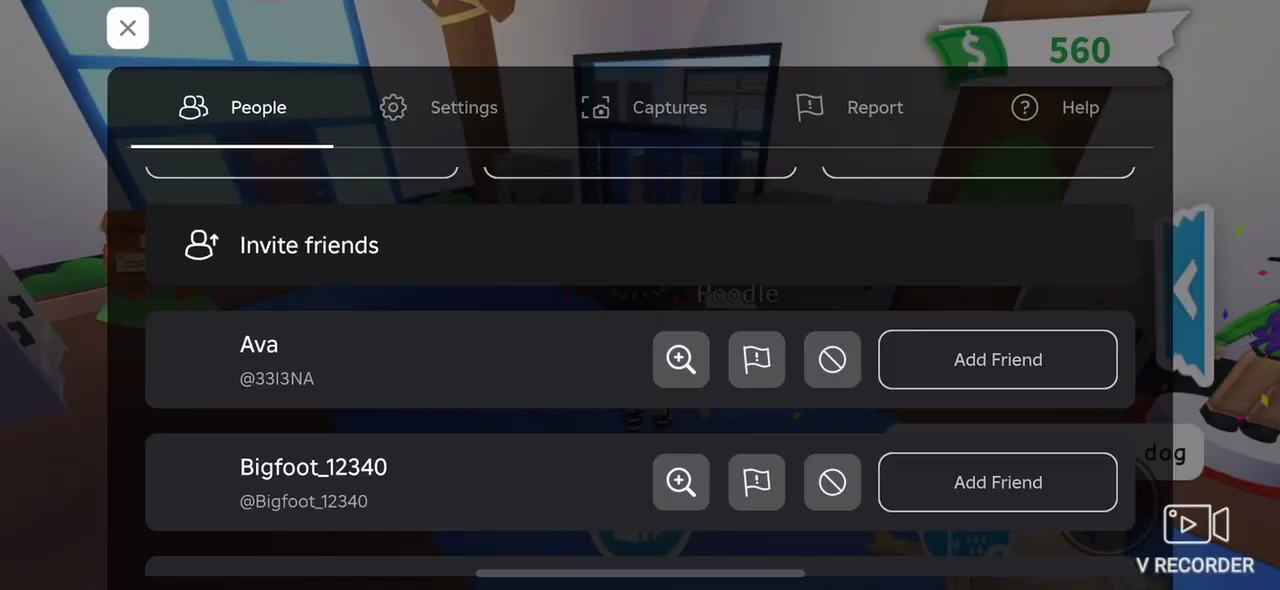 560
People
Settings
Captures
Report
Help
Invite friends
Poodle
Ava
@33I3NA
Add Friend
Bigfoot_12340
@Bigfoot_12340
Add Friend
dog
V RECORDER